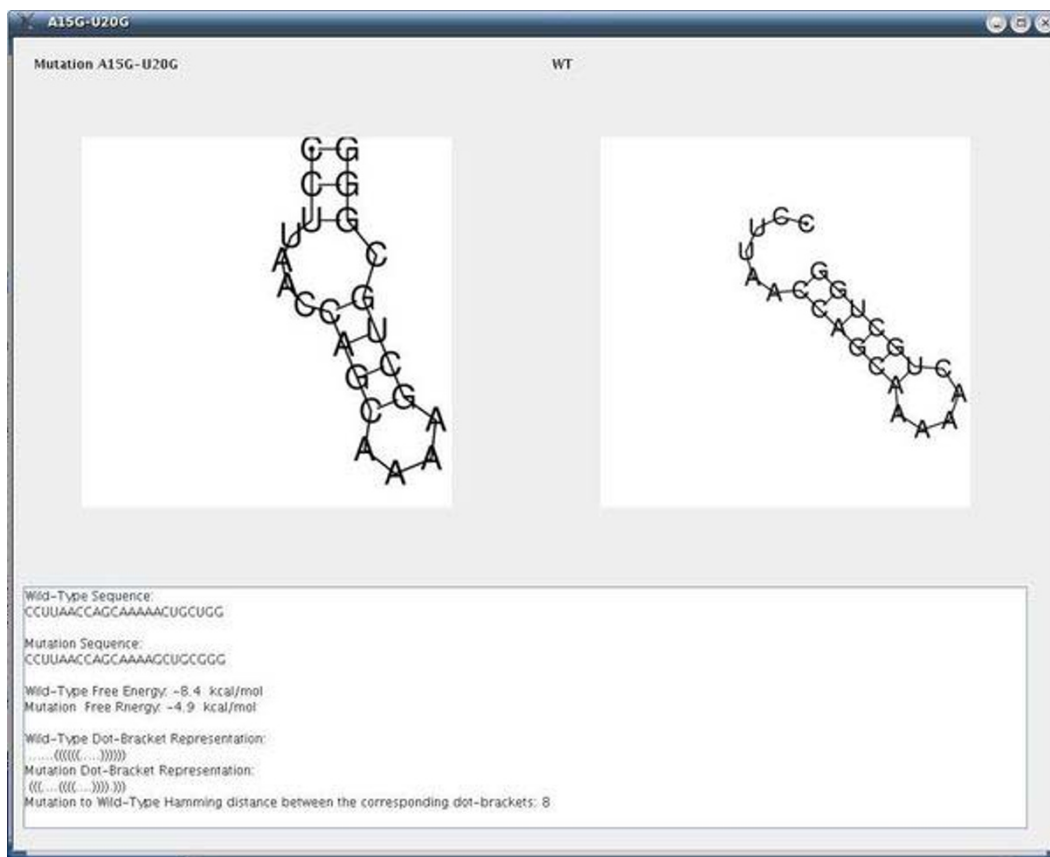 A15G-U20G
Mutation A15G-U20G
WT
CCUUAACCAGCAAAAGCUGCGGG
CCUUAACCAGCAAAAACUGCUGG
Wild-Type Sequence:
CCUUAACCAGCAAAAACUGCUGG
Mutation Sequence:
CCUUAACCAGCAAAAGCUGCGGG
Wild-Type Free Energy: -8.4 kcal/mol
Mutation Free Rnergy: -4.9 kcal/mol
Wild-Type Dot-Bracket Representation:
......((((((.....))))))
Mutation Dot-Bracket Representation:
(((....((((....)))).)))
Mutation to Wild-Type Hamming distance between the corresponding dot-brackets: 8